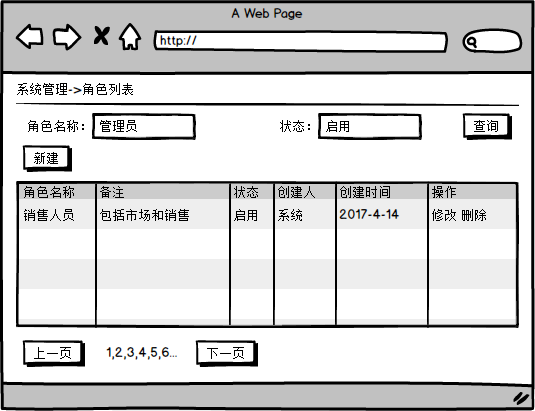 A Web Page
http://
系统管理->角色列表
角色名称： 管理员 状态： 启用 查询
新建
角色名称 备注 状态 创建人 创建时间 操作
销售人员 包括市场和销售 启用 系统 2017-4-14 修改 删除
上一页 1,2,3,4,5,6... 下一页